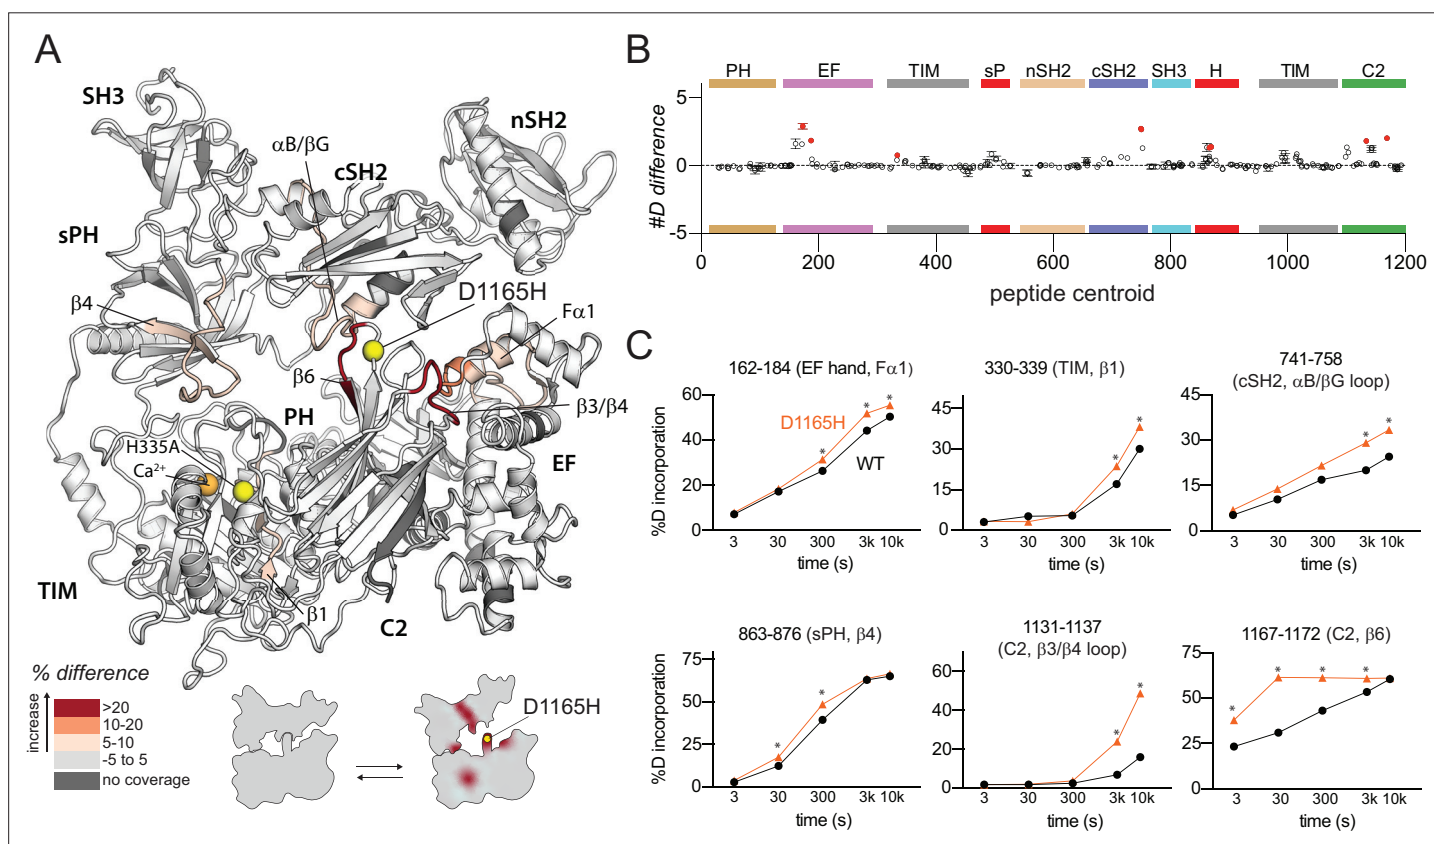 A
SH3
nSH2
αB/βG
cSH2
sPH
D1165H
β4
Fα1
β6
β3/β4
PH
H335A
Ca2+
EF
TIM
β1
C2
% difference
increase
>20
10-20
5-10
-5 to 5
no coverage
D1165H
B
PH EF TIM sP nSH2 cSH2 SH3 H TIM C2
5
0
-5
#D difference
0 200 400 600 800 1000 1200
peptide centroid
C
162-184 (EF hand, Fα1)
60
40
20
0
%D incorporation
D1165H
WT
* * *
3 30 300 3k 10k
time (s)
330-339 (TIM, β1)
45
30
15
0
* *
3 30 300 3k 10k
time (s)
741-758
(cSH2, αB/βG loop)
45
30
15
0
* *
3 30 300 3k 10k
time (s)
863-876 (sPH, β4)
75
50
25
0
%D incorporation
* *
3 30 300 3k 10k
time (s)
1131-1137
(C2, β3/β4 loop)
60
40
20
0
* *
3 30 300 3k 10k
time (s)
1167-1172 (C2, β6)
75
50
25
0
* * * *
3 30 300 3k 10k
time (s)